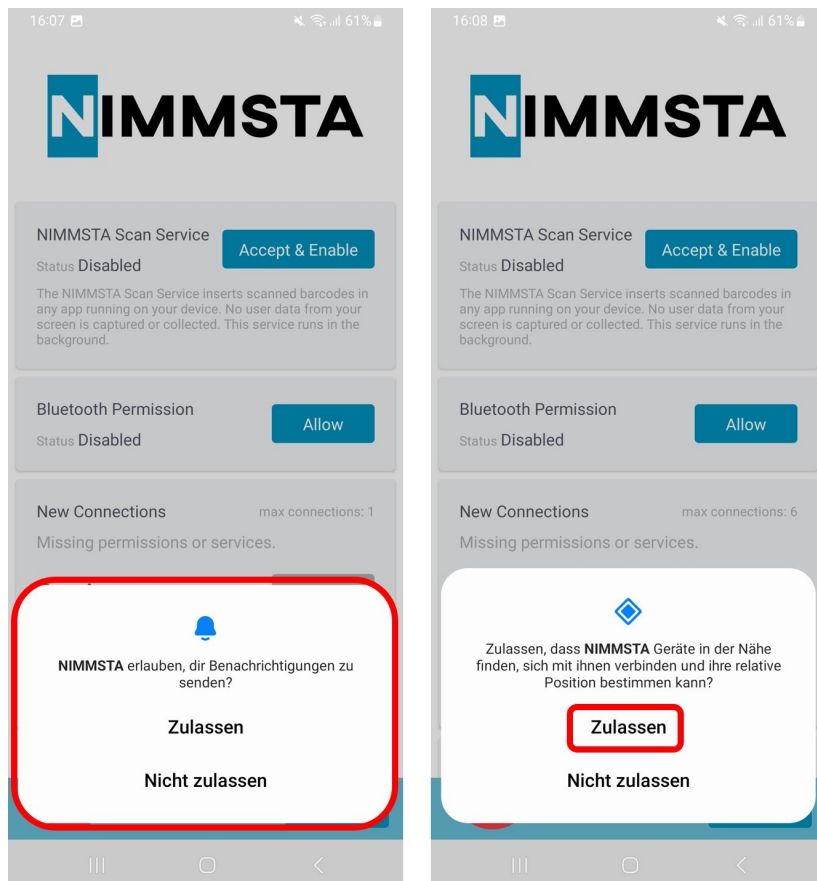 16:07
61%
NIMMSTA
NIMMSTA Scan Service
Accept & Enable
Status Disabled
The NIMMSTA Scan Service inserts scanned barcodes in
any app running on your device. No user data from your
screen is captured or collected. This service runs in the
background.
Bluetooth Permission
Allow
Status Disabled
New Connections
max connections: 1
Missing permissions or services.
NIMMSTA erlauben, dir Benachrichtigungen zu
senden?
Zulassen
Nicht zulassen
16:08
61%
NIMMSTA
NIMMSTA Scan Service
Accept & Enable
Status Disabled
The NIMMSTA Scan Service inserts scanned barcodes in
any app running on your device. No user data from your
screen is captured or collected. This service runs in the
background.
Bluetooth Permission
Allow
Status Disabled
New Connections
max connections: 6
Missing permissions or services.
Zulassen, dass NIMMSTA Geräte in der Nähe
finden, sich mit ihnen verbinden und ihre relative
Position bestimmen kann?
Zulassen
Nicht zulassen